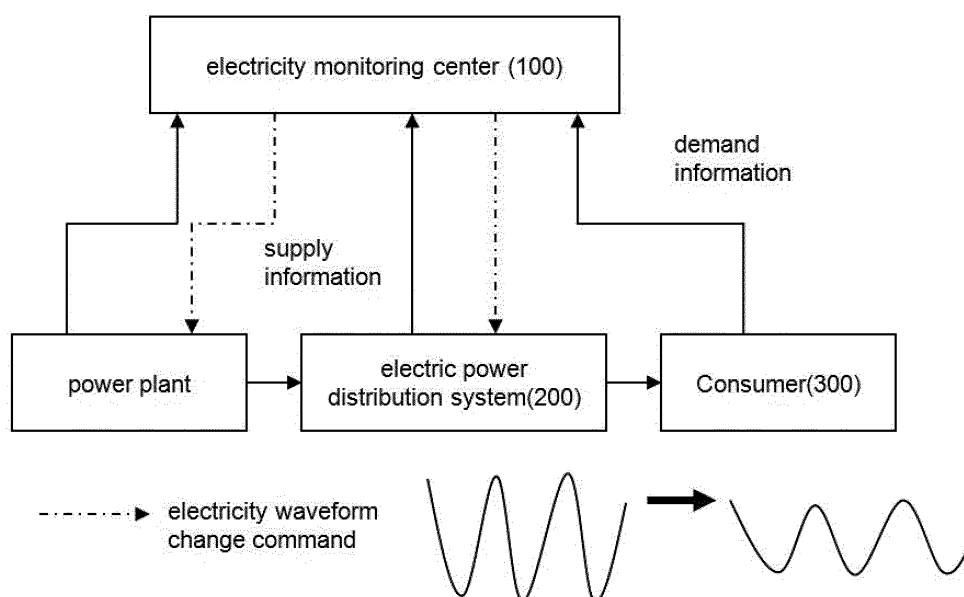 electricity monitoring center (100)
demand
information
supply
information
power plant
electric power
distribution system(200)
Consumer(300)
electricity waveform
change command